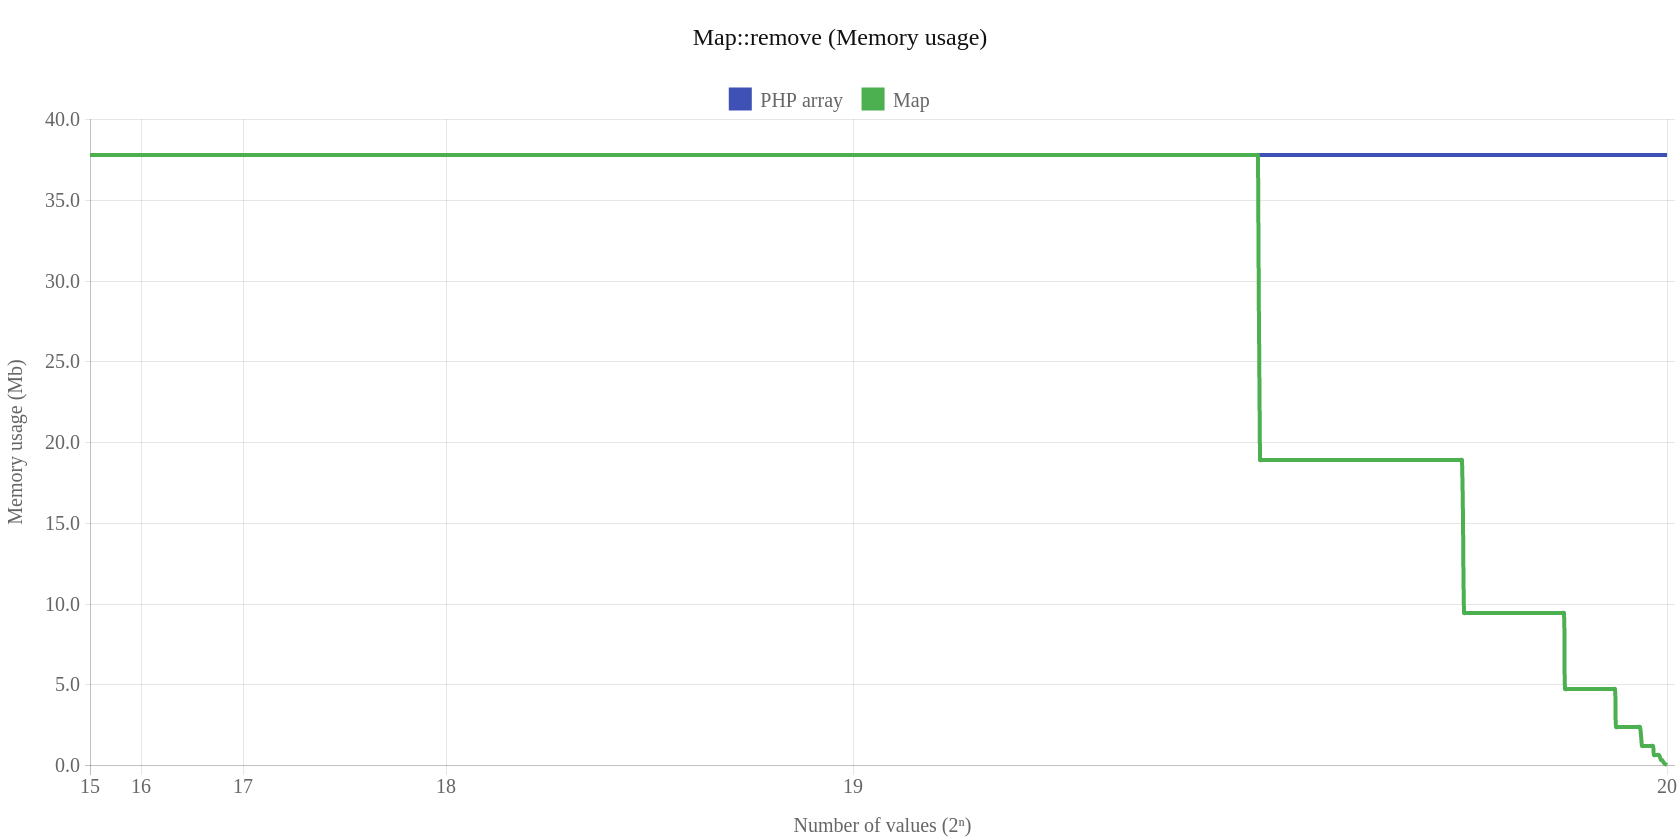 Map::remove (Memory usage)
PHP array Map
40.0
35.0
30.0
25.0
20.0
15.0
10.0
5.0
0.0
Memory usage (Mb)
15 16 17 18 19 20
Number of values (2ⁿ)